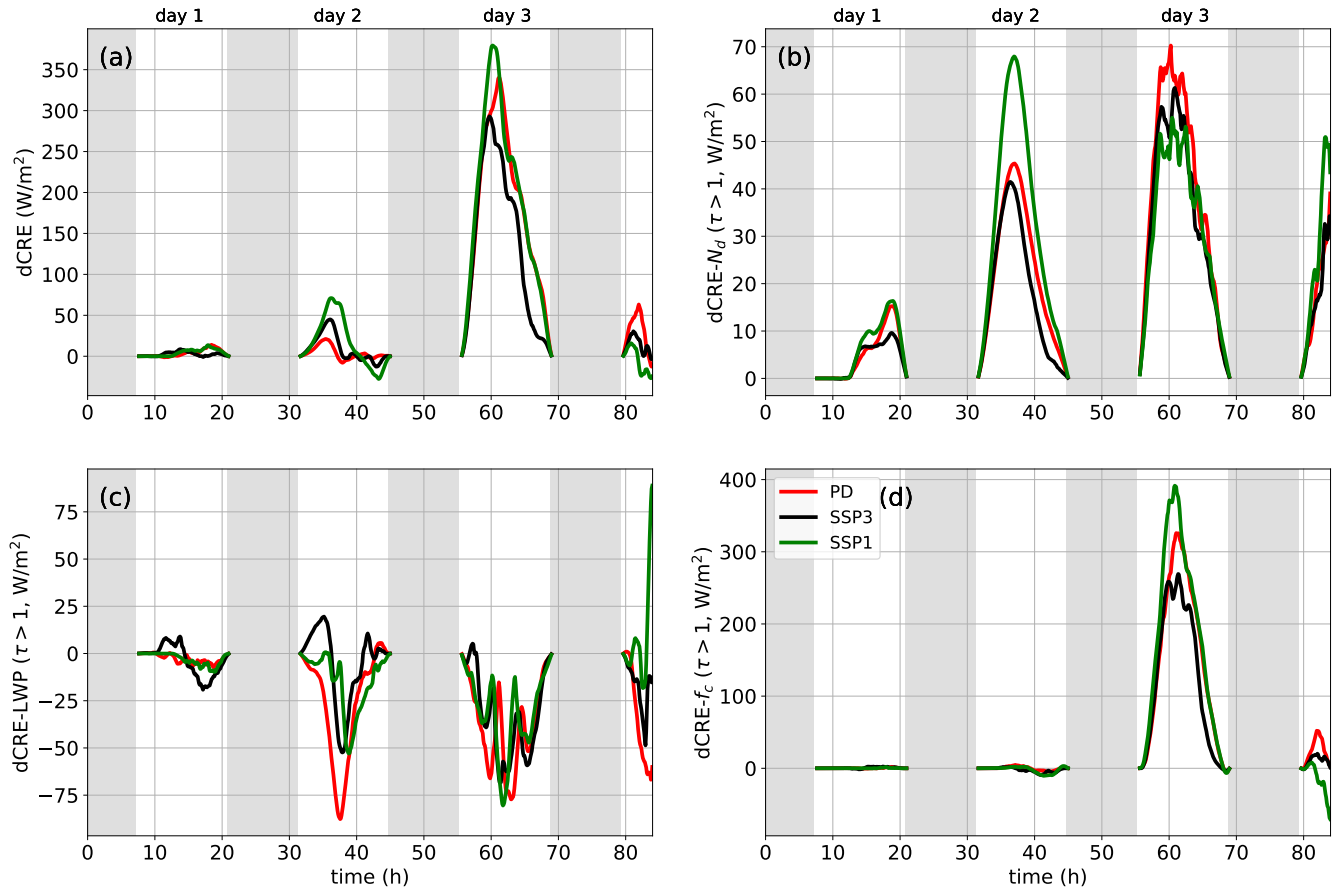 day 1 day 2 day 3
(a)
dCRE (W/m²)
350
300
250
200
150
100
50
0
0 10 20 30 40 50 60 70 80
day 1 day 2 day 3
(b)
dCRE-N_d (τ > 1, W/m²)
70
60
50
40
30
20
10
0
0 10 20 30 40 50 60 70 80
(c)
dCRE-LWP (τ > 1, W/m²)
75
50
25
0
−25
−50
−75
0 10 20 30 40 50 60 70 80
time (h)
(d)
PD
SSP3
SSP1
dCRE-f_c (τ > 1, W/m²)
400
300
200
100
0
0 10 20 30 40 50 60 70 80
time (h)